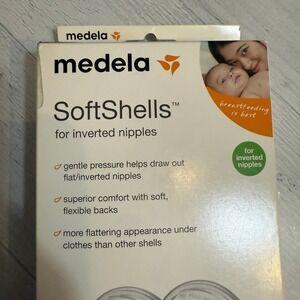 medela
medela
SoftShells™
for inverted nipples
breastfeeding
is best
for
inverted
nipples
gentle pressure helps draw out
flat/inverted nipples
superior comfort with soft,
flexible backs
more flattering appearance under
clothes than other shells